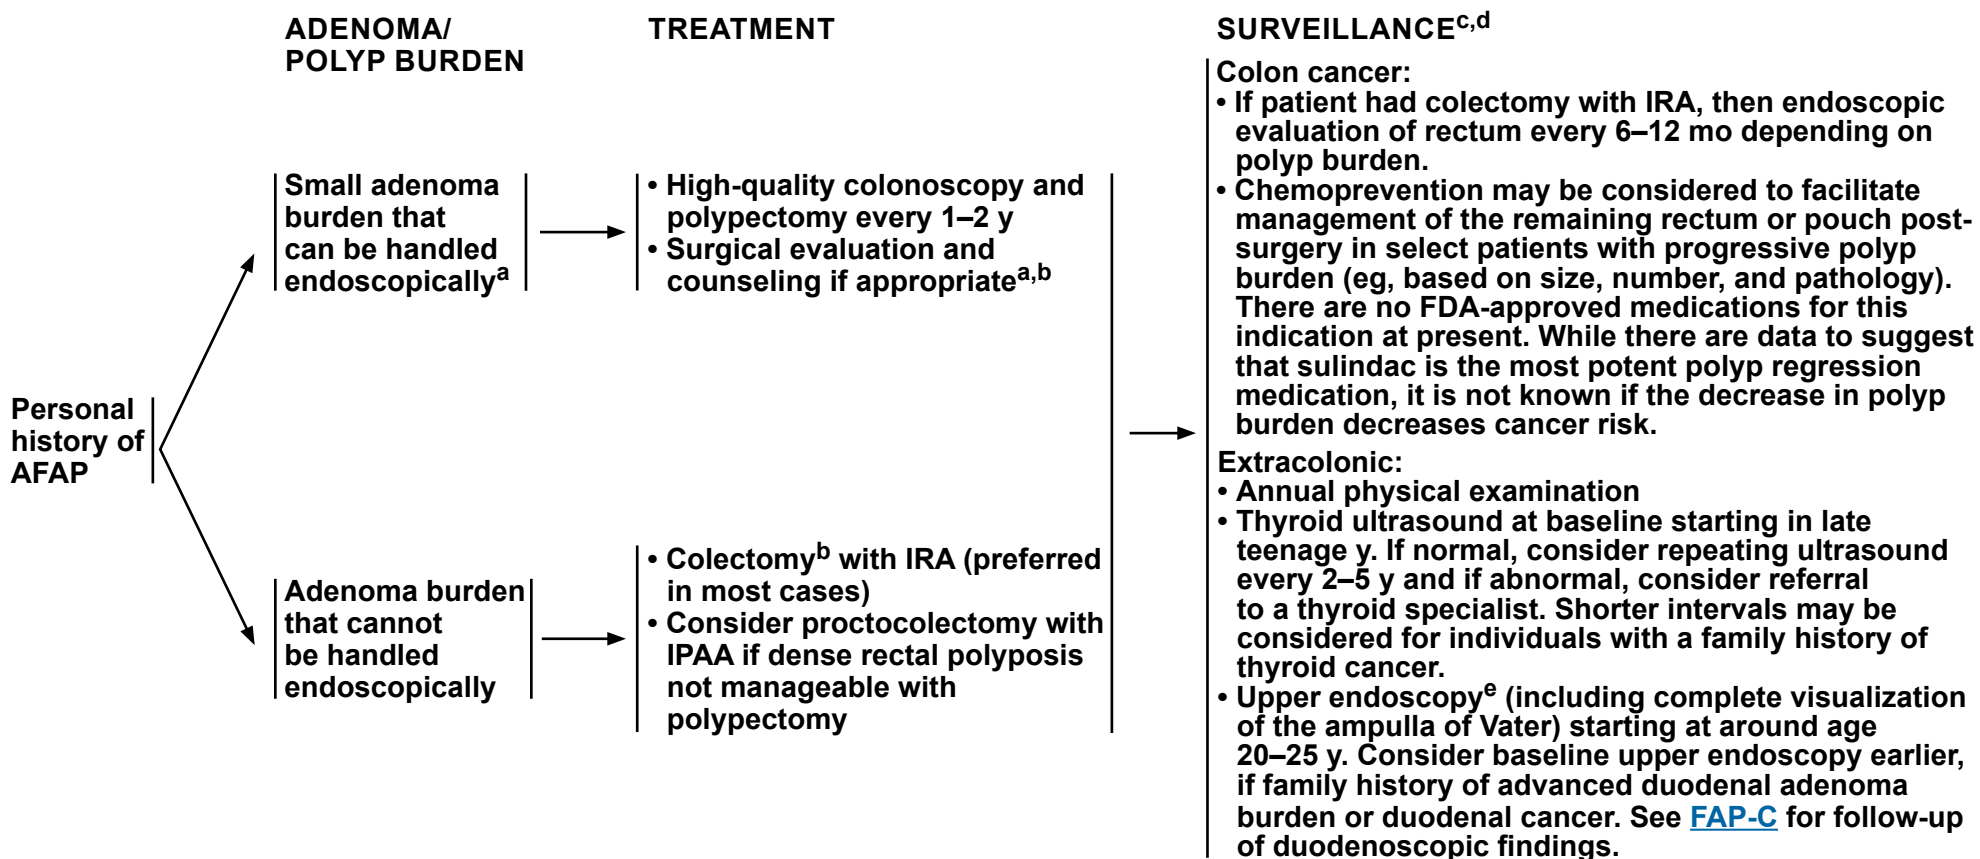 ADENOMA/
POLYP BURDEN
TREATMENT
SURVEILLANCEc,d
Personal
history of
AFAP
Small adenoma
burden that
can be handled
endoscopicallya
• High-quality colonoscopy and
polypectomy every 1–2 y
• Surgical evaluation and
counseling if appropriatea,b
Adenoma burden
that cannot
be handled
endoscopically
• Colectomyb with IRA (preferred
in most cases)
• Consider proctocolectomy with
IPAA if dense rectal polyposis
not manageable with
polypectomy
Colon cancer:
• If patient had colectomy with IRA, then endoscopic
evaluation of rectum every 6–12 mo depending on
polyp burden.
• Chemoprevention may be considered to facilitate
management of the remaining rectum or pouch post-
surgery in select patients with progressive polyp
burden (eg, based on size, number, and pathology).
There are no FDA-approved medications for this
indication at present. While there are data to suggest
that sulindac is the most potent polyp regression
medication, it is not known if the decrease in polyp
burden decreases cancer risk.
Extracolonic:
• Annual physical examination
• Thyroid ultrasound at baseline starting in late
teenage y. If normal, consider repeating ultrasound
every 2–5 y and if abnormal, consider referral
to a thyroid specialist. Shorter intervals may be
considered for individuals with a family history of
thyroid cancer.
• Upper endoscopye (including complete visualization
of the ampulla of Vater) starting at around age
20–25 y. Consider baseline upper endoscopy earlier,
if family history of advanced duodenal adenoma
burden or duodenal cancer. See FAP-C for follow-up
of duodenoscopic findings.